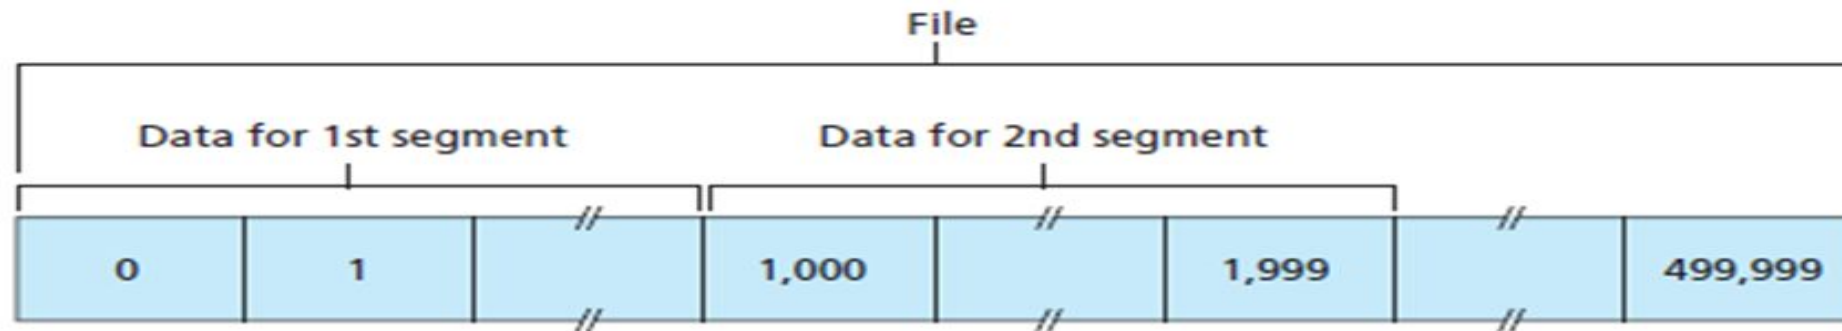 File
Data for 1st segment Data for 2nd segment
0 1 1,000 1,999 499,999